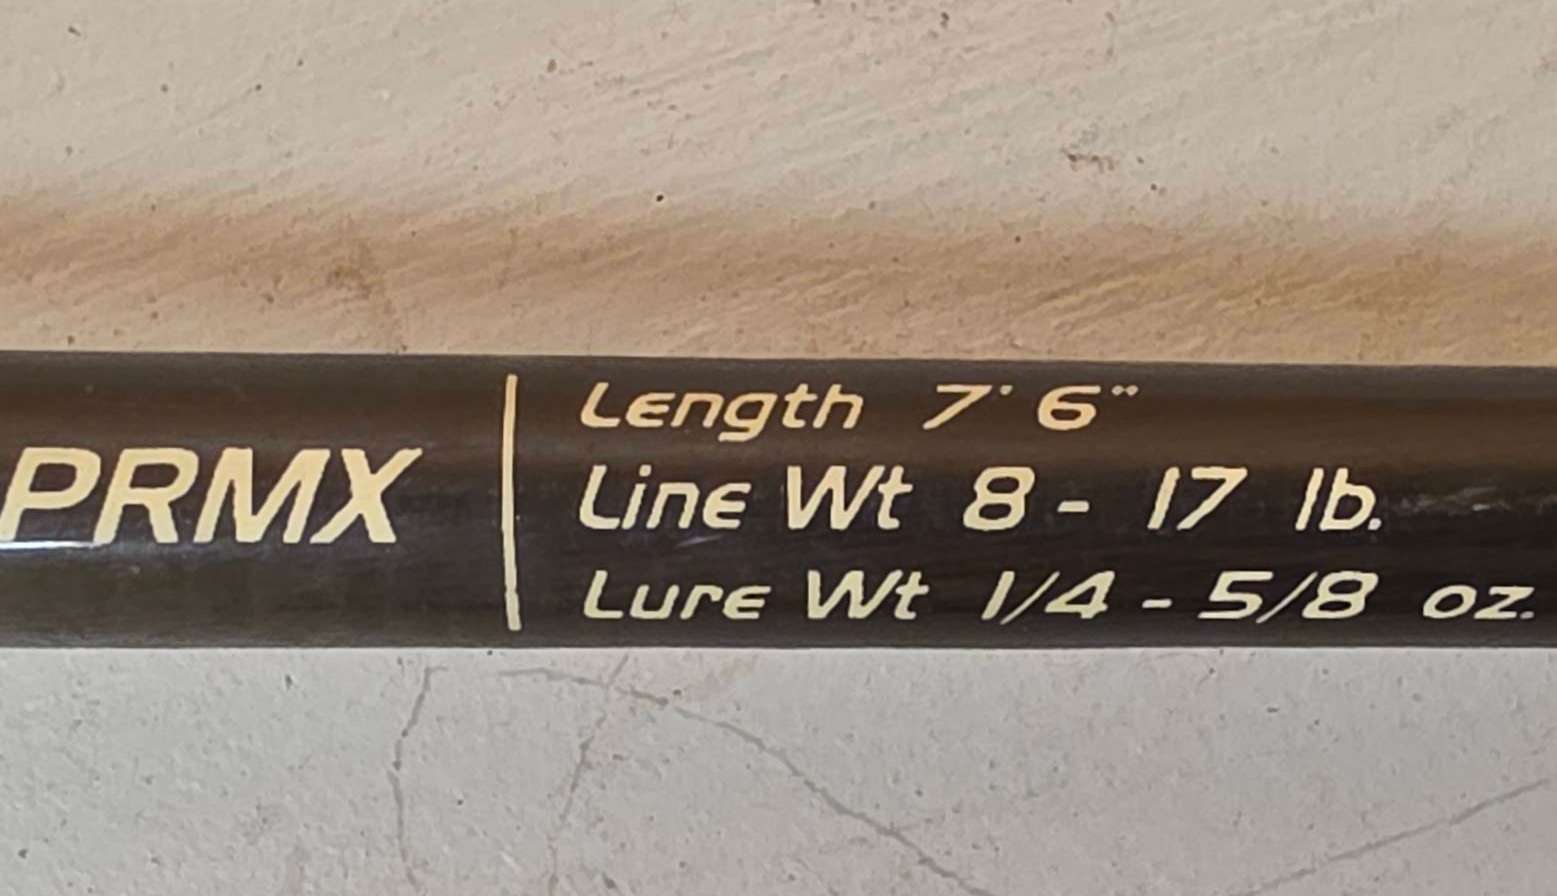 PRMX
Length 7' 6"
Line Wt 8 - 17 lb.
Lure Wt 1/4 - 5/8 oz.